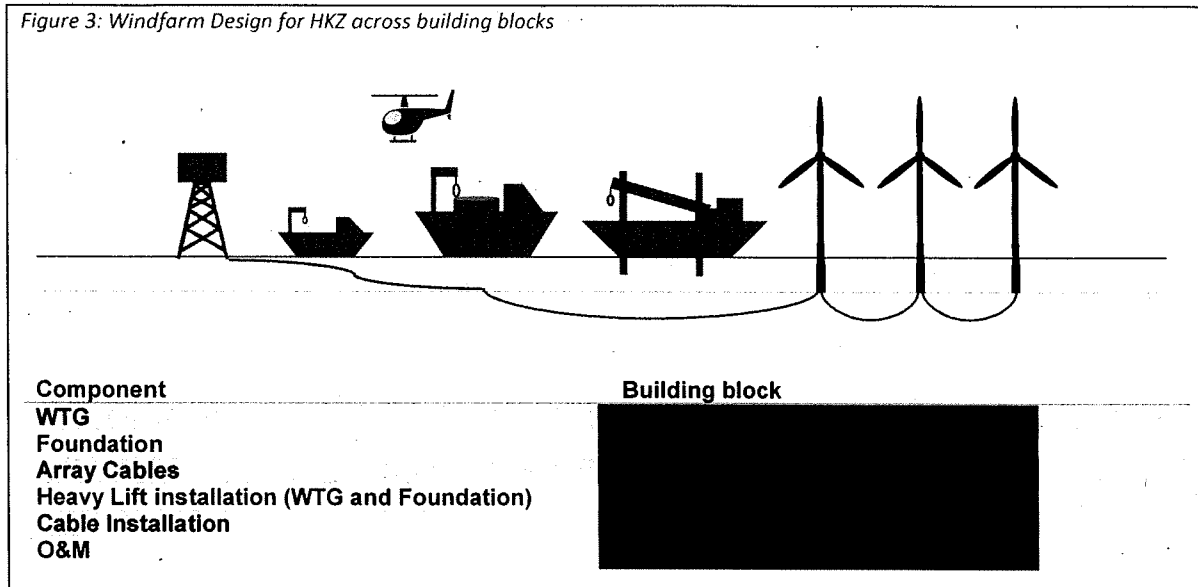 Figure 3: Windfarm Design for HKZ across building blocks
Component Building block
WTG
Foundation
Array Cables
Heavy Lift installation (WTG and Foundation)
Cable Installation
O&M